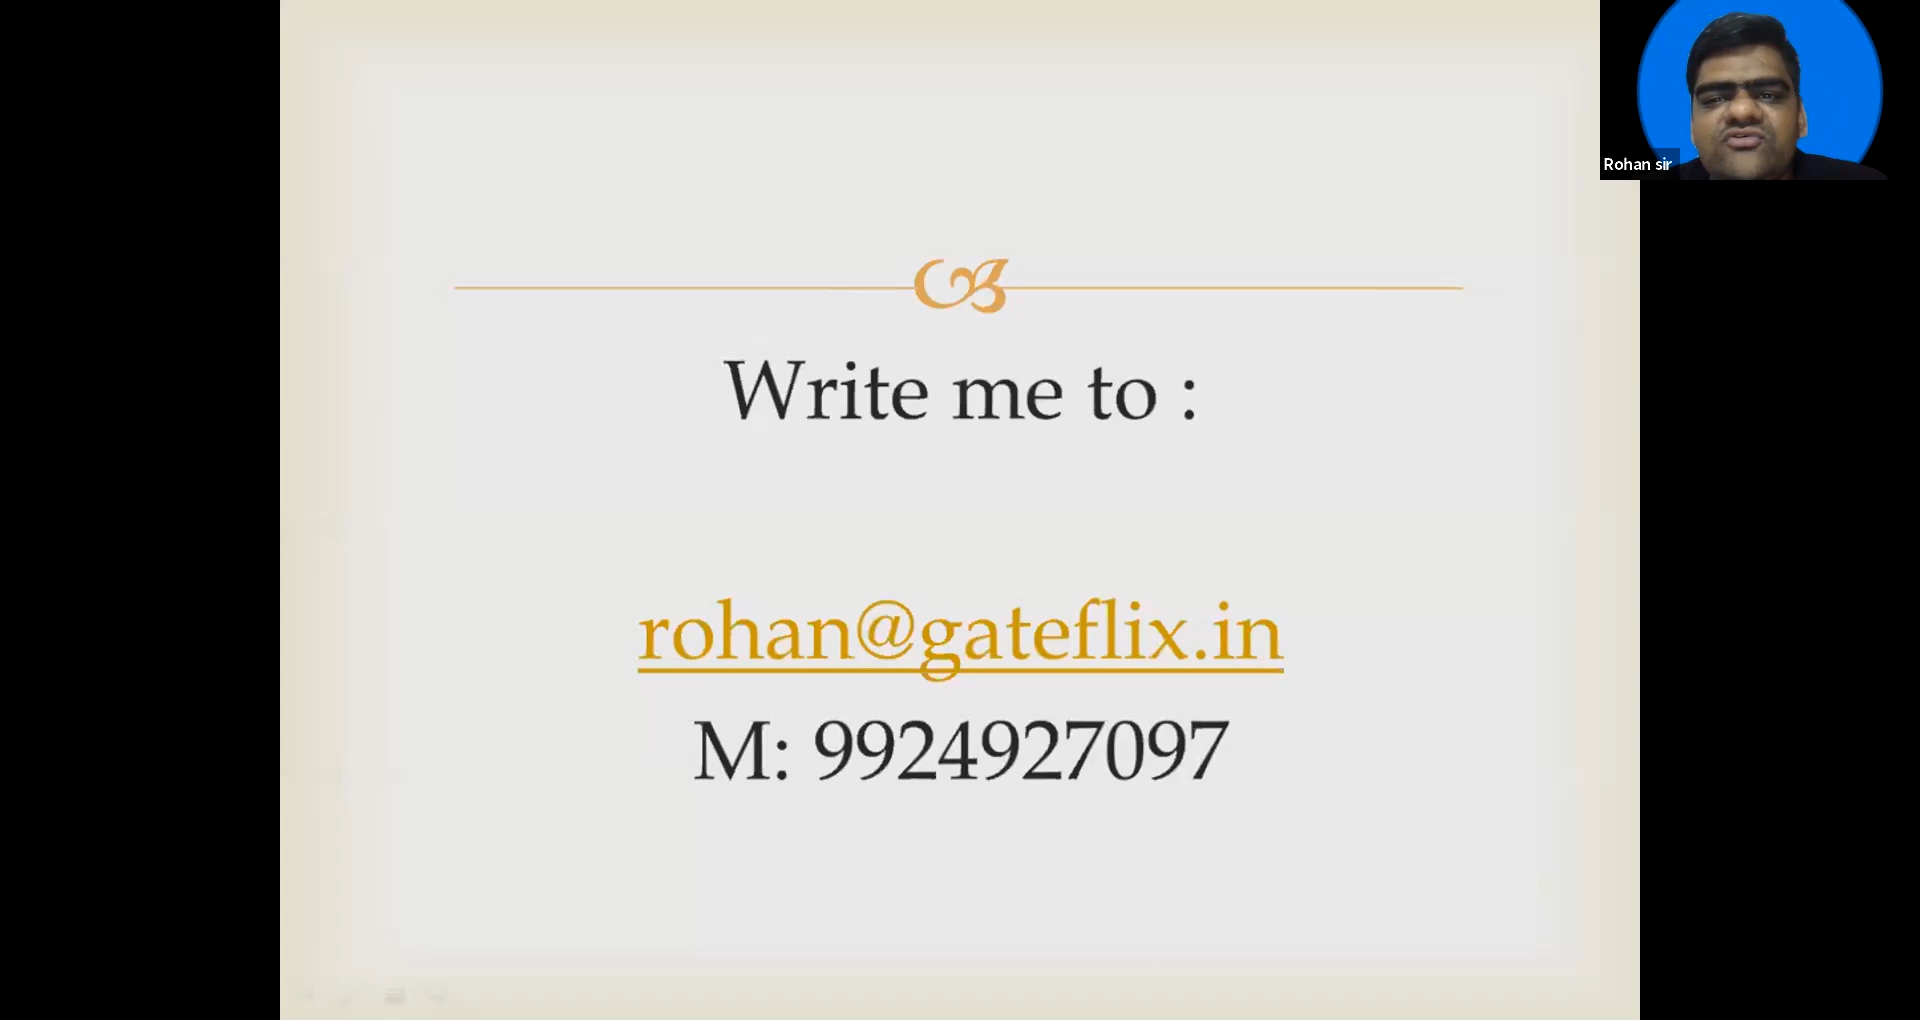 Rohan sir
Write me to :
rohan@gateflix.in
M: 9924927097